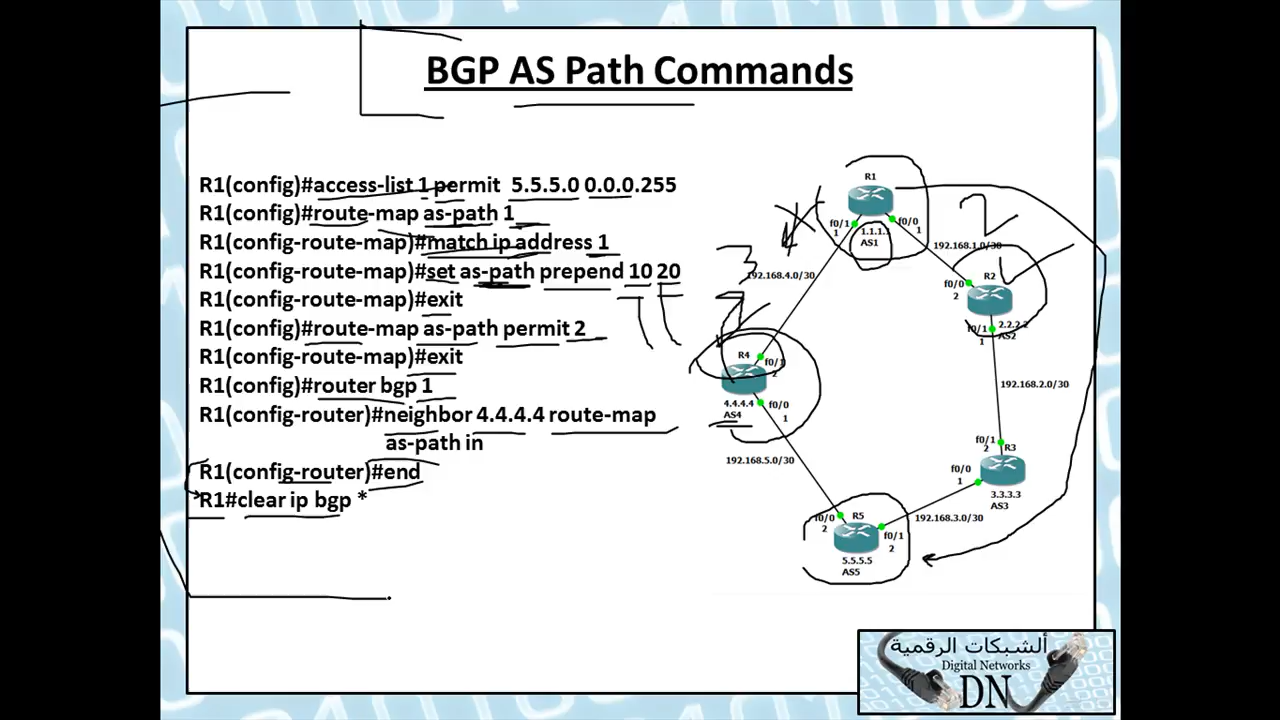 BGP AS Path Commands
R1(config)#access-list 1 permit 5.5.5.0 0.0.0.255
R1(config)#route-map as-path 1
R1(config-route-map)#match ip address 1
R1(config-route-map)#set as-path prepend 10 20
R1(config-route-map)#exit
R1(config-route-map)#route-map as-path permit 2
R1(config-route-map)#exit
R1(config)#router bgp 1
R1(config-router)#neighbor 4.4.4.4 route-map
as-path in
R1(config-router)#end
R1#clear ip bgp *
R1
f0/1
1
f0/0
1
1.1.1.1
AS1
192.168.4.0/30
192.168.1.0/30
f0/0
2
R2
2.2.2.2
AS2
f0/1
1
192.168.2.0/30
R4
f0/1
2
4.4.4.4
AS4
f0/0
1
192.168.5.0/30
f0/1
2
R3
f0/0
1
3.3.3.3
AS3
192.168.3.0/30
f0/0
2
R5
f0/1
2
5.5.5.5
AS5
ألشبكات الرقمية
Digital Networks
DN